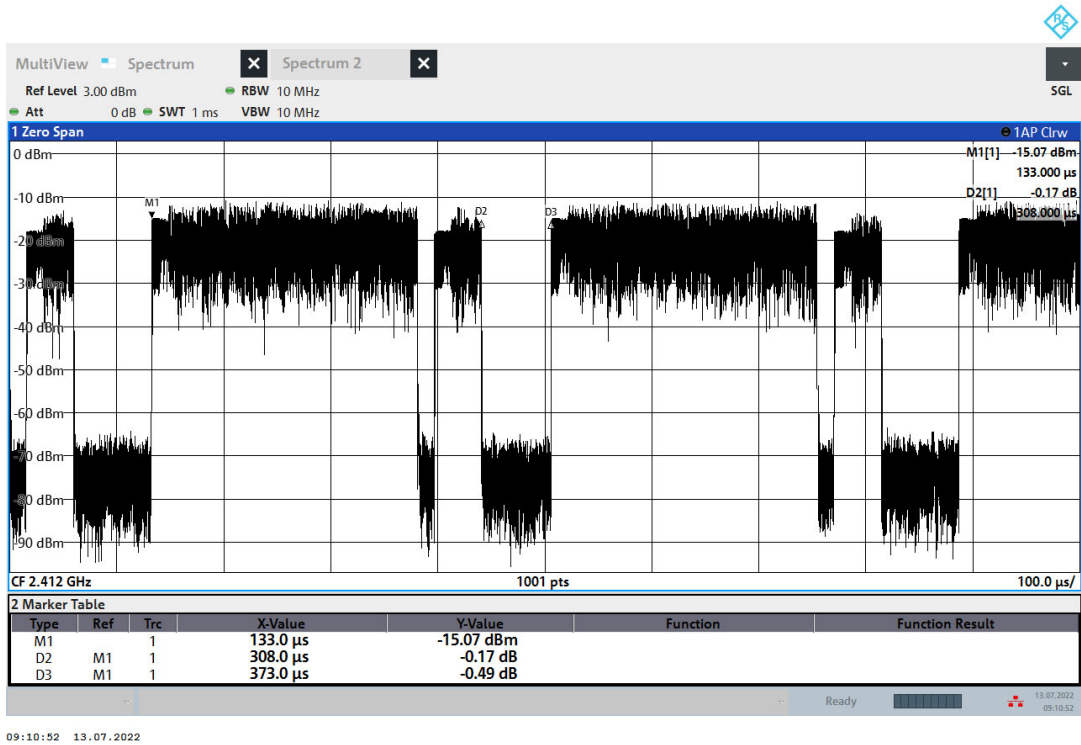 R&S
MultiView Spectrum X Spectrum 2 X
Ref Level 3.00 dBm RBW 10 MHz SGL
Att 0 dB SWT 1 ms VBW 10 MHz
1 Zero Span 1AP Clrw
0 dBm M1[1] -15.07 dBm
133.000 µs
D2[1] -0.17 dB
308.000 µs
-10 dBm
M1
D2
D3
-20 dBm
-30 dBm
-40 dBm
-50 dBm
-60 dBm
-70 dBm
-80 dBm
-90 dBm
CF 2.412 GHz 1001 pts 100.0 µs/
2 Marker Table
Type Ref Trc X-Value Y-Value Function Function Result
M1 1 133.0 µs -15.07 dBm
D2 M1 1 308.0 µs -0.17 dB
D3 M1 1 373.0 µs -0.49 dB
Ready 13.07.2022
09:10:52
09:10:52 13.07.2022